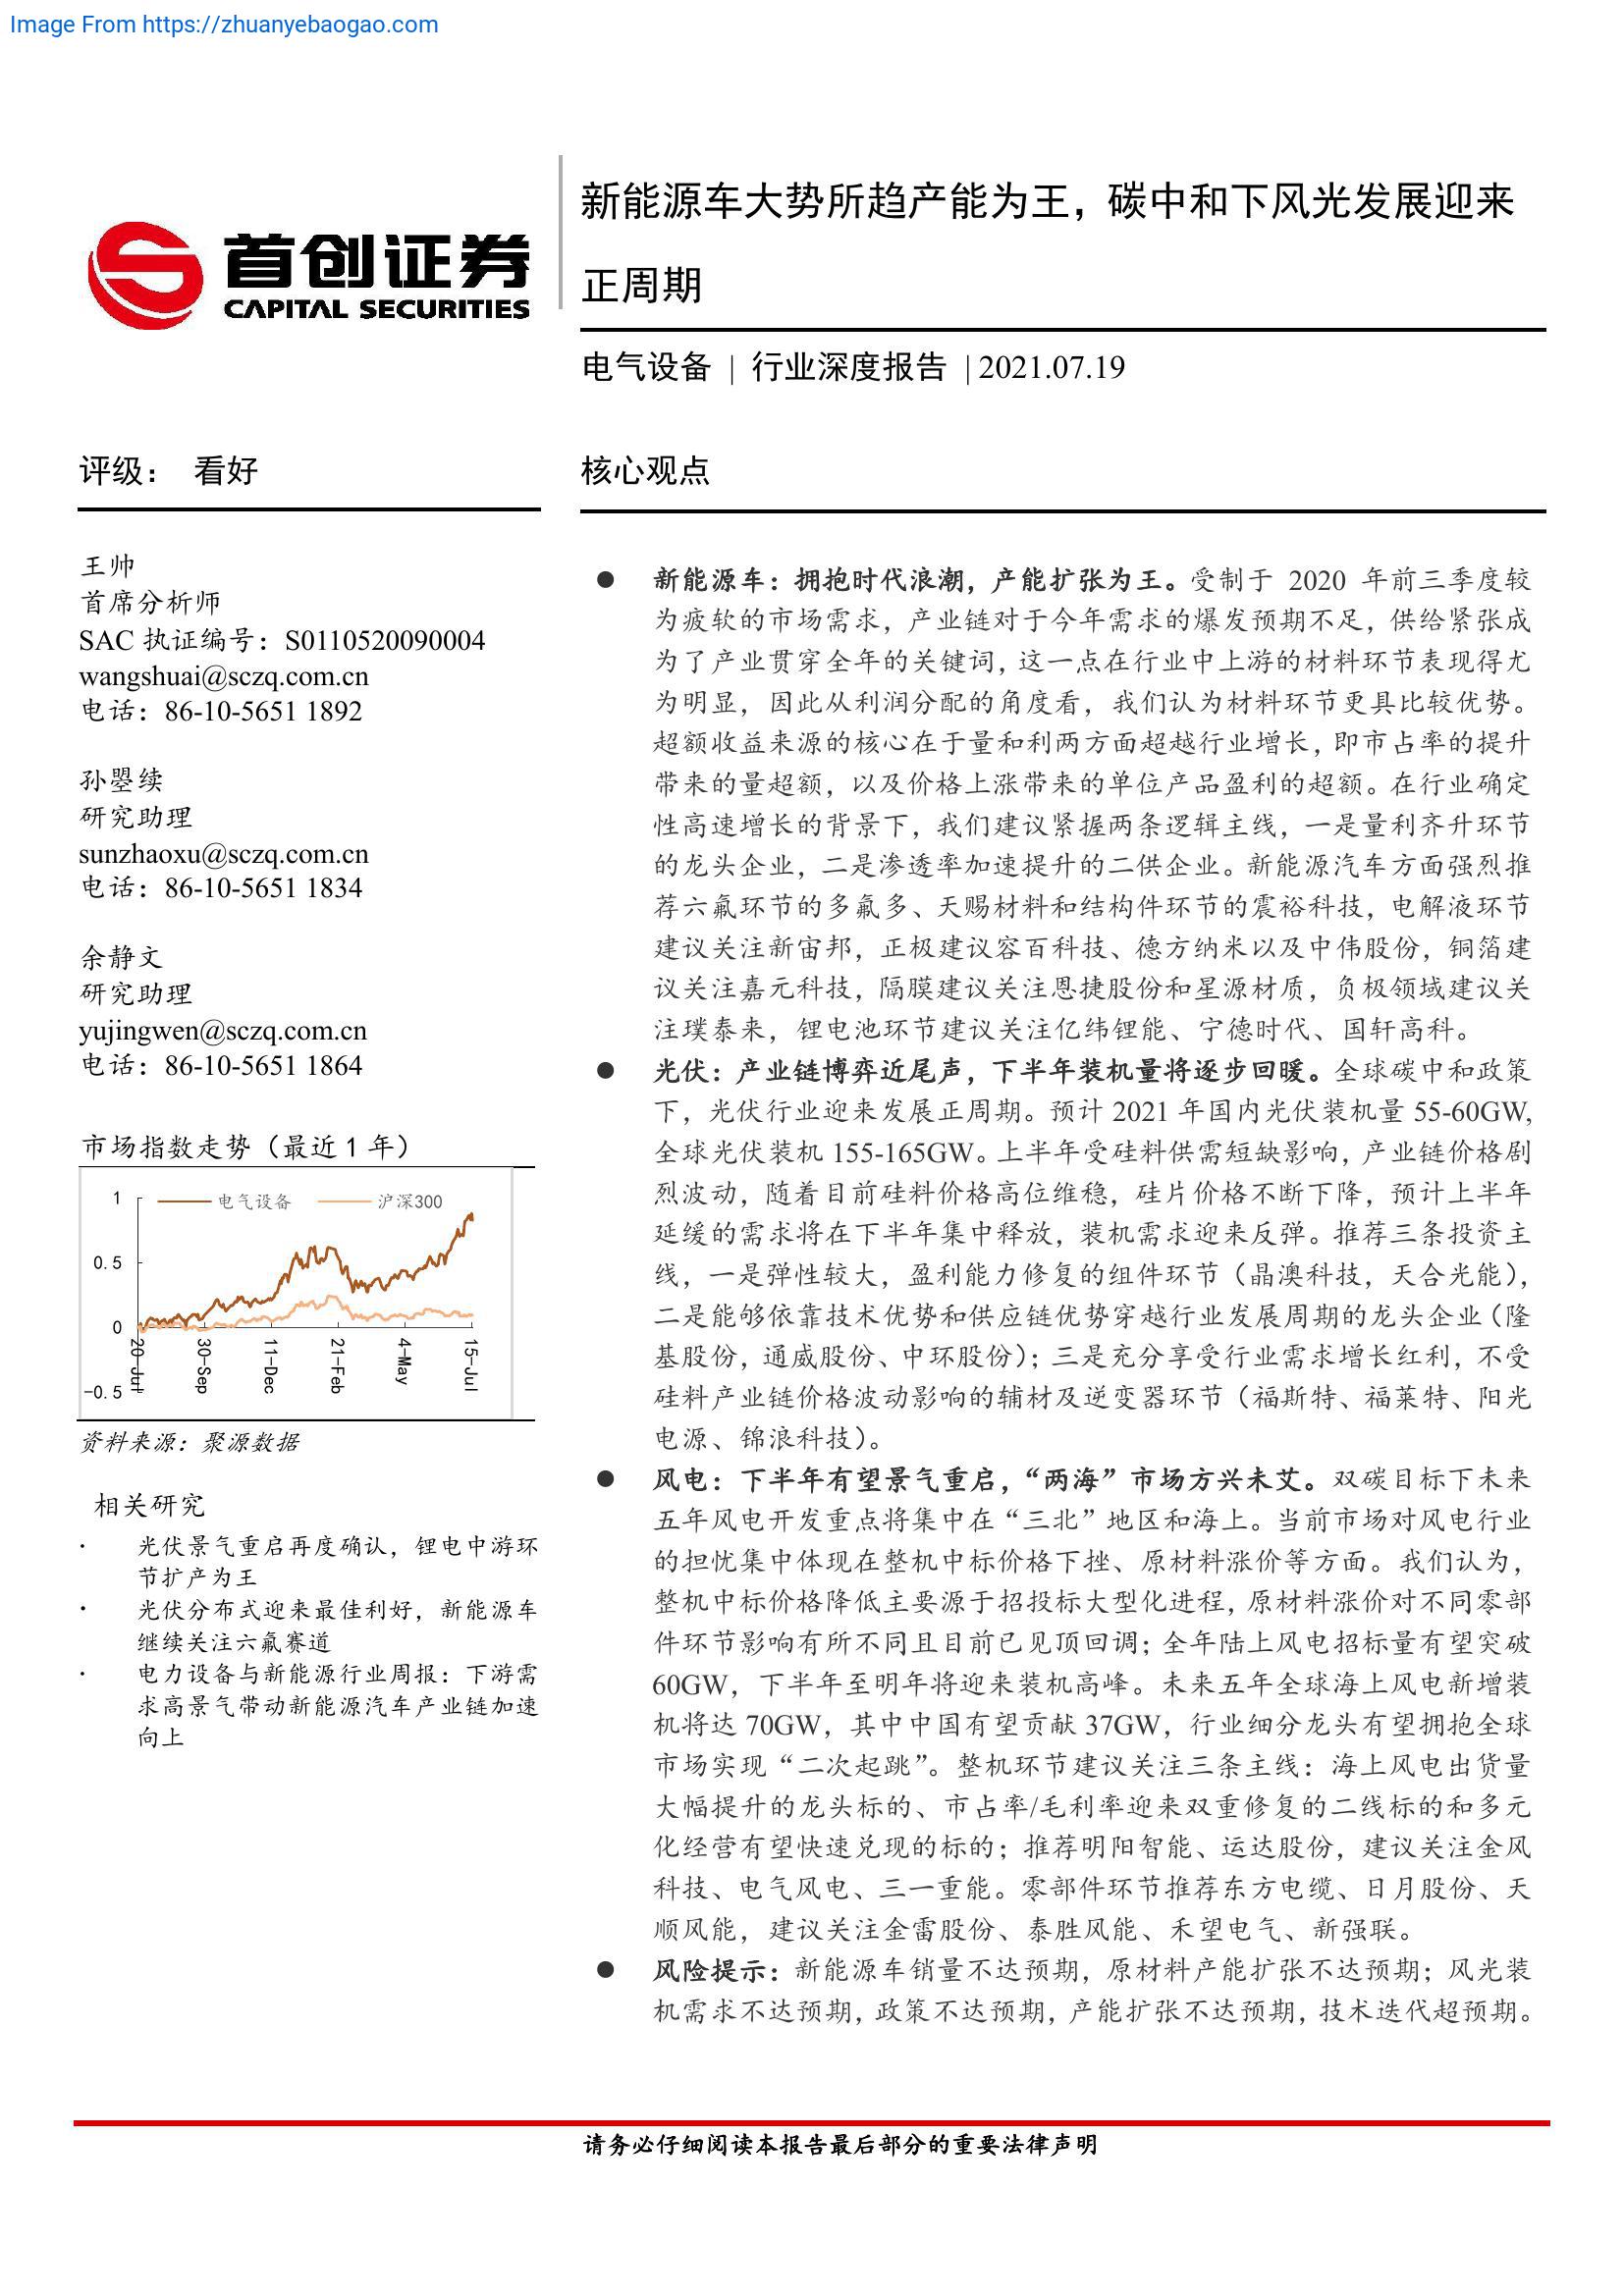 Image From https://zhuanyebaogao.com
首创证券
CAPITAL SECURITIES
新能源车大势所趋产能为王，碳中和下风光发展迎来
正周期
电气设备 | 行业深度报告 | 2021.07.19
评级： 看好
王帅
首席分析师
SAC 执证编号：S0110520090004
wangshuai@sczq.com.cn
电话：86-10-5651 1892
孙曌续
研究助理
sunzhaoxu@sczq.com.cn
电话：86-10-5651 1834
余静文
研究助理
yujingwen@sczq.com.cn
电话：86-10-5651 1864
市场指数走势（最近 1 年）
电气设备 沪深300
1
0.5
0
-0.5
20-Jul 30-Sep 11-Dec 21-Feb 4-May 15-Jul
资料来源：聚源数据
相关研究
· 光伏景气重启再度确认，锂电中游环
节扩产为王
· 光伏分布式迎来最佳利好，新能源车
继续关注六氟赛道
· 电力设备与新能源行业周报：下游需
求高景气带动新能源汽车产业链加速
向上
核心观点
● 新能源车：拥抱时代浪潮，产能扩张为王。受制于 2020 年前三季度较
为疲软的市场需求，产业链对于今年需求的爆发预期不足，供给紧张成
为了产业贯穿全年的关键词，这一点在行业中上游的材料环节表现得尤
为明显，因此从利润分配的角度看，我们认为材料环节更具比较优势。
超额收益来源的核心在于量和利两方面超越行业增长，即市占率的提升
带来的量超额，以及价格上涨带来的单位产品盈利的超额。在行业确定
性高速增长的背景下，我们建议紧握两条逻辑主线，一是量利齐升环节
的龙头企业，二是渗透率加速提升的二供企业。新能源汽车方面强烈推
荐六氟环节的多氟多、天赐材料和结构件环节的震裕科技，电解液环节
建议关注新宙邦，正极建议容百科技、德方纳米以及中伟股份，铜箔建
议关注嘉元科技，隔膜建议关注恩捷股份和星源材质，负极领域建议关
注璞泰来，锂电池环节建议关注亿纬锂能、宁德时代、国轩高科。
● 光伏：产业链博弈近尾声，下半年装机量将逐步回暖。全球碳中和政策
下，光伏行业迎来发展正周期。预计 2021 年国内光伏装机量 55-60GW,
全球光伏装机 155-165GW。上半年受硅料供需短缺影响，产业链价格剧
烈波动，随着目前硅料价格高位维稳，硅片价格不断下降，预计上半年
延缓的需求将在下半年集中释放，装机需求迎来反弹。推荐三条投资主
线，一是弹性较大，盈利能力修复的组件环节（晶澳科技，天合光能），
二是能够依靠技术优势和供应链优势穿越行业发展周期的龙头企业（隆
基股份，通威股份、中环股份）；三是充分享受行业需求增长红利，不受
硅料产业链价格波动影响的辅材及逆变器环节（福斯特、福莱特、阳光
电源、锦浪科技）。
● 风电：下半年有望景气重启，“两海”市场方兴未艾。双碳目标下未来
五年风电开发重点将集中在“三北”地区和海上。当前市场对风电行业
的担忧集中体现在整机中标价格下挫、原材料涨价等方面。我们认为，
整机中标价格降低主要源于招投标大型化进程，原材料涨价对不同零部
件环节影响有所不同且目前已见顶回调；全年陆上风电招标量有望突破
60GW，下半年至明年将迎来装机高峰。未来五年全球海上风电新增装
机将达 70GW，其中中国有望贡献 37GW，行业细分龙头有望拥抱全球
市场实现“二次起跳”。整机环节建议关注三条主线：海上风电出货量
大幅提升的龙头标的、市占率/毛利率迎来双重修复的二线标的和多元
化经营有望快速兑现的标的；推荐明阳智能、运达股份，建议关注金风
科技、电气风电、三一重能。零部件环节推荐东方电缆、日月股份、天
顺风能，建议关注金雷股份、泰胜风能、禾望电气、新强联。
● 风险提示：新能源车销量不达预期，原材料产能扩张不达预期；风光装
机需求不达预期，政策不达预期，产能扩张不达预期，技术迭代超预期。
请务必仔细阅读本报告最后部分的重要法律声明